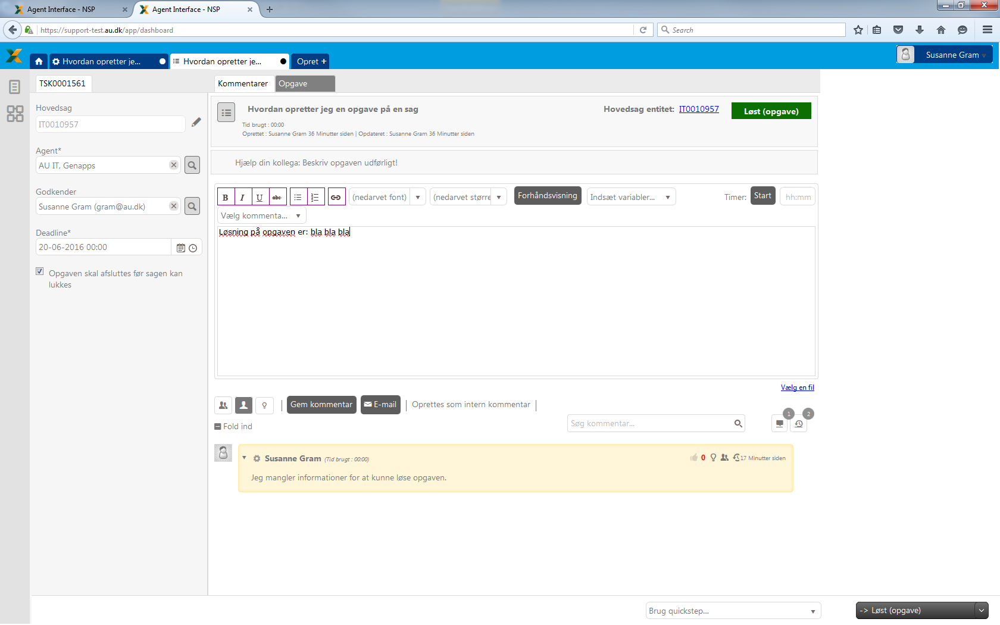 Agent Interface - NSP
Agent Interface - NSP
https://support-test.au.dk/app/dashboard
Search
Hvordan opretter je...
Hvordan opretter je...
Opret +
Susanne Gram
TSK0001561
Kommentarer
Opgave
Hovedsag
IT0010957
Agent*
AU IT, Genapps
Godkender
Susanne Gram (gram@au.dk)
Deadline*
20-06-2016 00:00
Opgaven skal afsluttes før sagen kan
lukkes
Hvordan opretter jeg en opgave på en sag
Hovedsag entitet: IT0010957
Løst (opgave)
Tid brugt : 00:00
Oprettet : Susanne Gram 36 Minutter siden | Opdateret : Susanne Gram 36 Minutter siden
Hjælp din kollega: Beskriv opgaven udførligt!
B I U abc
(nedarvet font)
(nedarvet større
Forhåndsvisning
Indsæt variabler...
Timer:
Start
hh:mm
Vælg kommenta...
Løsning på opgaven er: bla bla bla
Vælg en fil
Gem kommentar
E-mail
Oprettes som intern kommentar
Fold ind
Søg kommentar...
1
2
Susanne Gram (Tid brugt : 00:00)
0
17 Minutter siden
Jeg mangler informationer for at kunne løse opgaven.
Brug quickstep...
-> Løst (opgave)